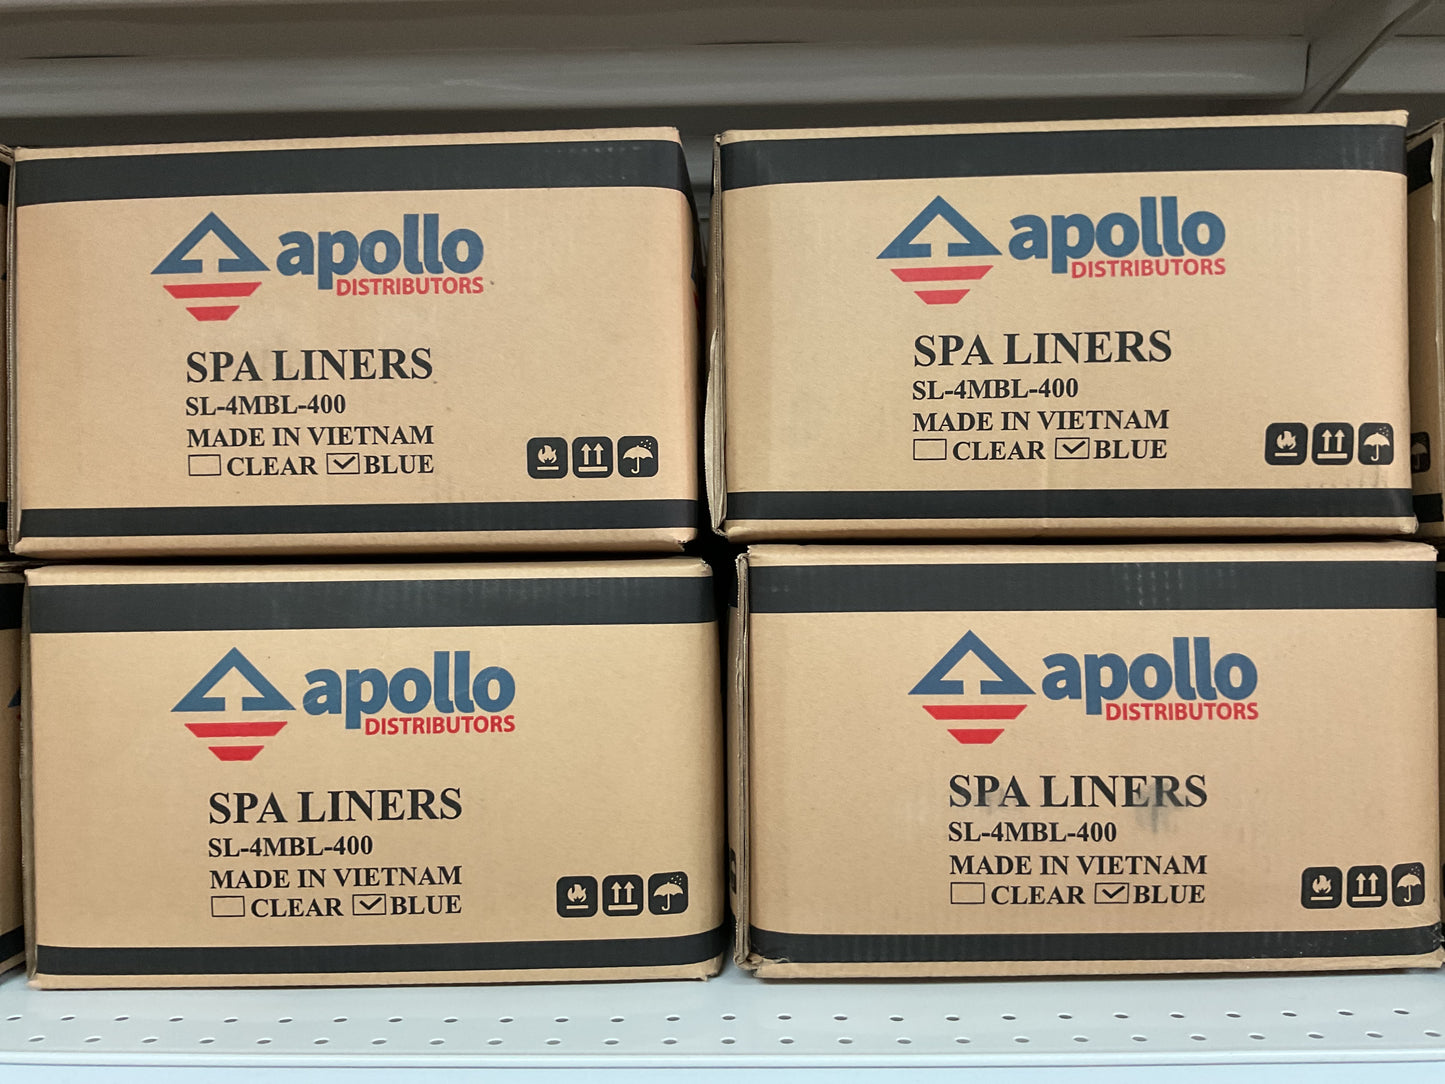 apollo
DISTRIBUTORS
SPA LINERS
SL-4MBL-400
MADE IN VIETNAM
CLEAR BLUE
apollo
DISTRIBUTORS
SPA LINERS
SL-4MBL-400
MADE IN VIETNAM
CLEAR BLUE
apollo
DISTRIBUTORS
SPA LINERS
SL-4MBL-400
MADE IN VIETNAM
CLEAR BLUE
apollo
DISTRIBUTORS
SPA LINERS
SL-4MBL-400
MADE IN VIETNAM
CLEAR BLUE